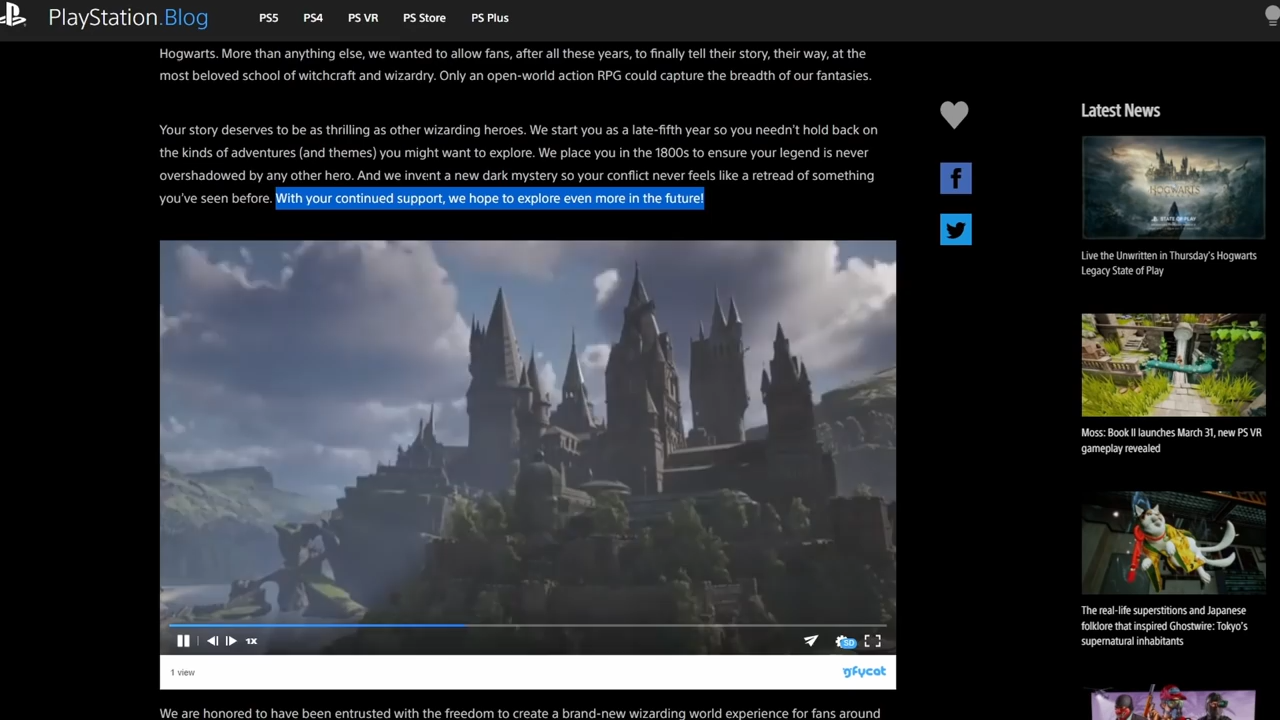 PlayStation.Blog
PS5 PS4 PS VR PS Store PS Plus
Hogwarts. More than anything else, we wanted to allow fans, after all these years, to finally tell their story, their way, at the
most beloved school of witchcraft and wizardry. Only an open-world action RPG could capture the breadth of our fantasies.
Your story deserves to be as thrilling as other wizarding heroes. We start you as a late-fifth year so you needn't hold back on
the kinds of adventures (and themes) you might want to explore. We place you in the 1800s to ensure your legend is never
overshadowed by any other hero. And we invent a new dark mystery so your conflict never feels like a retread of something
you've seen before. With your continued support, we hope to explore even more in the future!
1X
SD
1 view
gfycat
We are honored to have been entrusted with the freedom to create a brand-new wizarding world experience for fans around
Latest News
HOGWARTS
STATE OF PLAY
Live the Unwritten in Thursday's Hogwarts
Legacy State of Play
Moss: Book II launches March 31, new PS VR
gameplay revealed
The real-life superstitions and Japanese
folklore that inspired Ghostwire: Tokyo's
supernatural inhabitants